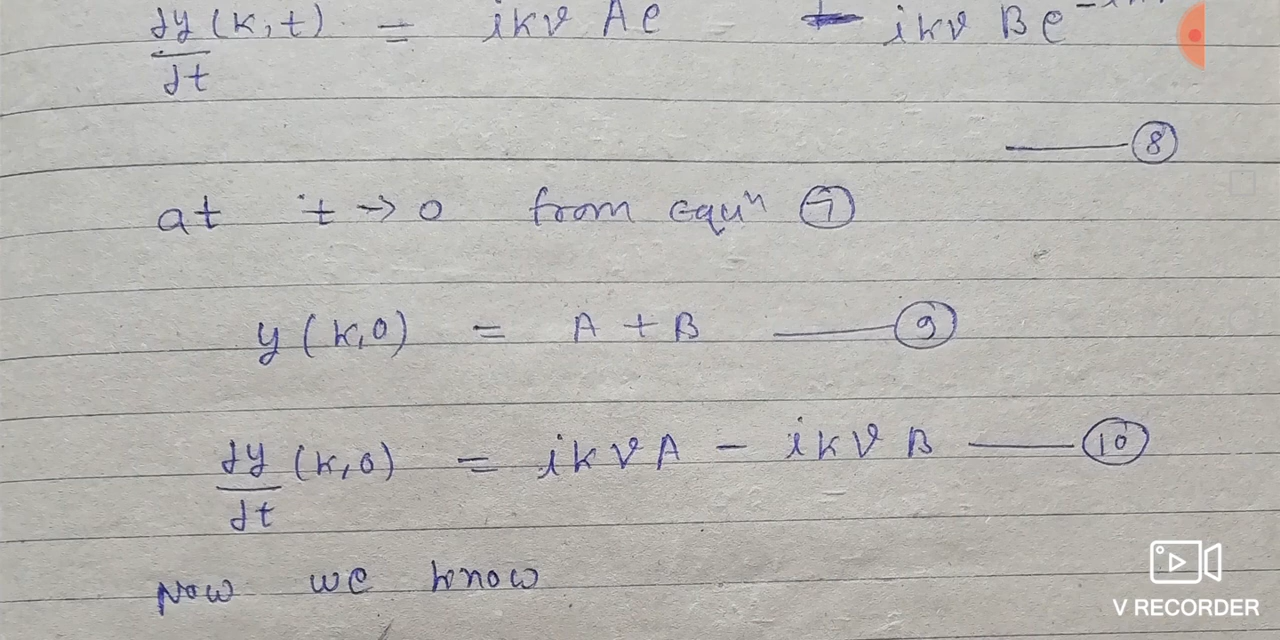 dy/dt (k,t) = ikv Ae - ikv Be
8
at t → 0 from equⁿ 7
y (k,0) = A + B 9
dy/dt (k,0) = ikvA - ikvB 10
Now we know
V RECORDER